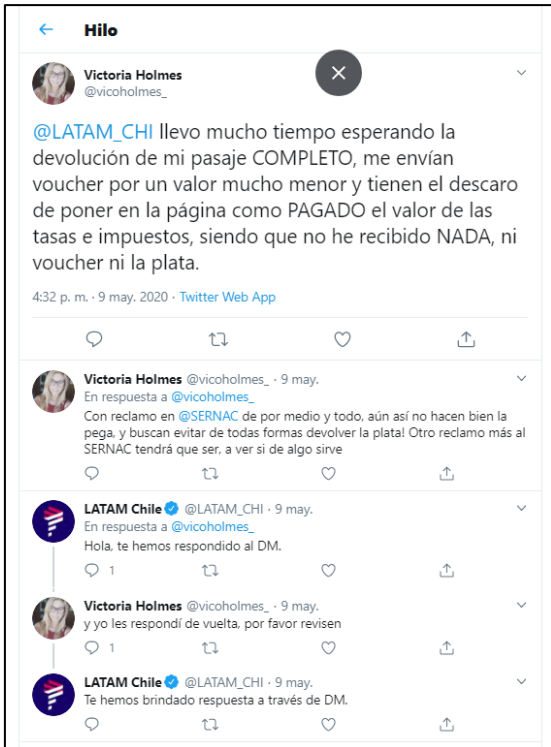 Hilo
Victoria Holmes
@vicoholmes_
@LATAM_CHI llevo mucho tiempo esperando la
devolución de mi pasaje COMPLETO, me envían
voucher por un valor mucho menor y tienen el descaro
de poner en la página como PAGADO el valor de las
tasas e impuestos, siendo que no he recibido NADA, ni
voucher ni la plata.
4:32 p. m. · 9 may. 2020 · Twitter Web App
Victoria Holmes @vicoholmes_ · 9 may.
En respuesta a @vicoholmes_
Con reclamo en @SERNAC de por medio y todo, aún así no hacen bien la
pega, y buscan evitar de todas formas devolver la plata! Otro reclamo más al
SERNAC tendrá que ser, a ver si de algo sirve
LATAM Chile @LATAM_CHI · 9 may.
En respuesta a @vicoholmes_
Hola, te hemos respondido al DM.
1
Victoria Holmes @vicoholmes_ · 9 may.
y yo les respondí de vuelta, por favor revisen
1
LATAM Chile @LATAM_CHI · 9 may.
Te hemos brindado respuesta a través de DM.